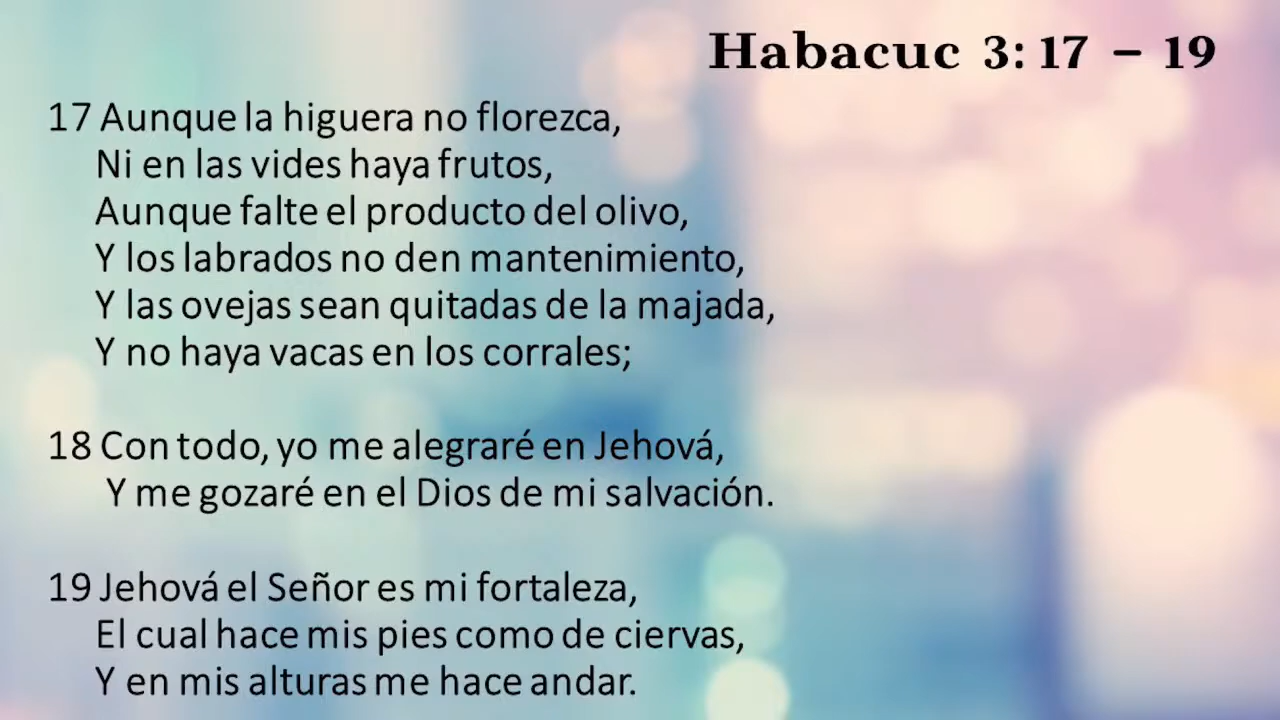 Habacuc 3: 17 – 19
17 Aunque la higuera no florezca,
Ni en las vides haya frutos,
Aunque falte el producto del olivo,
Y los labrados no den mantenimiento,
Y las ovejas sean quitadas de la majada,
Y no haya vacas en los corrales;
18 Con todo, yo me alegraré en Jehová,
Y me gozaré en el Dios de mi salvación.
19 Jehová el Señor es mi fortaleza,
El cual hace mis pies como de ciervas,
Y en mis alturas me hace andar.